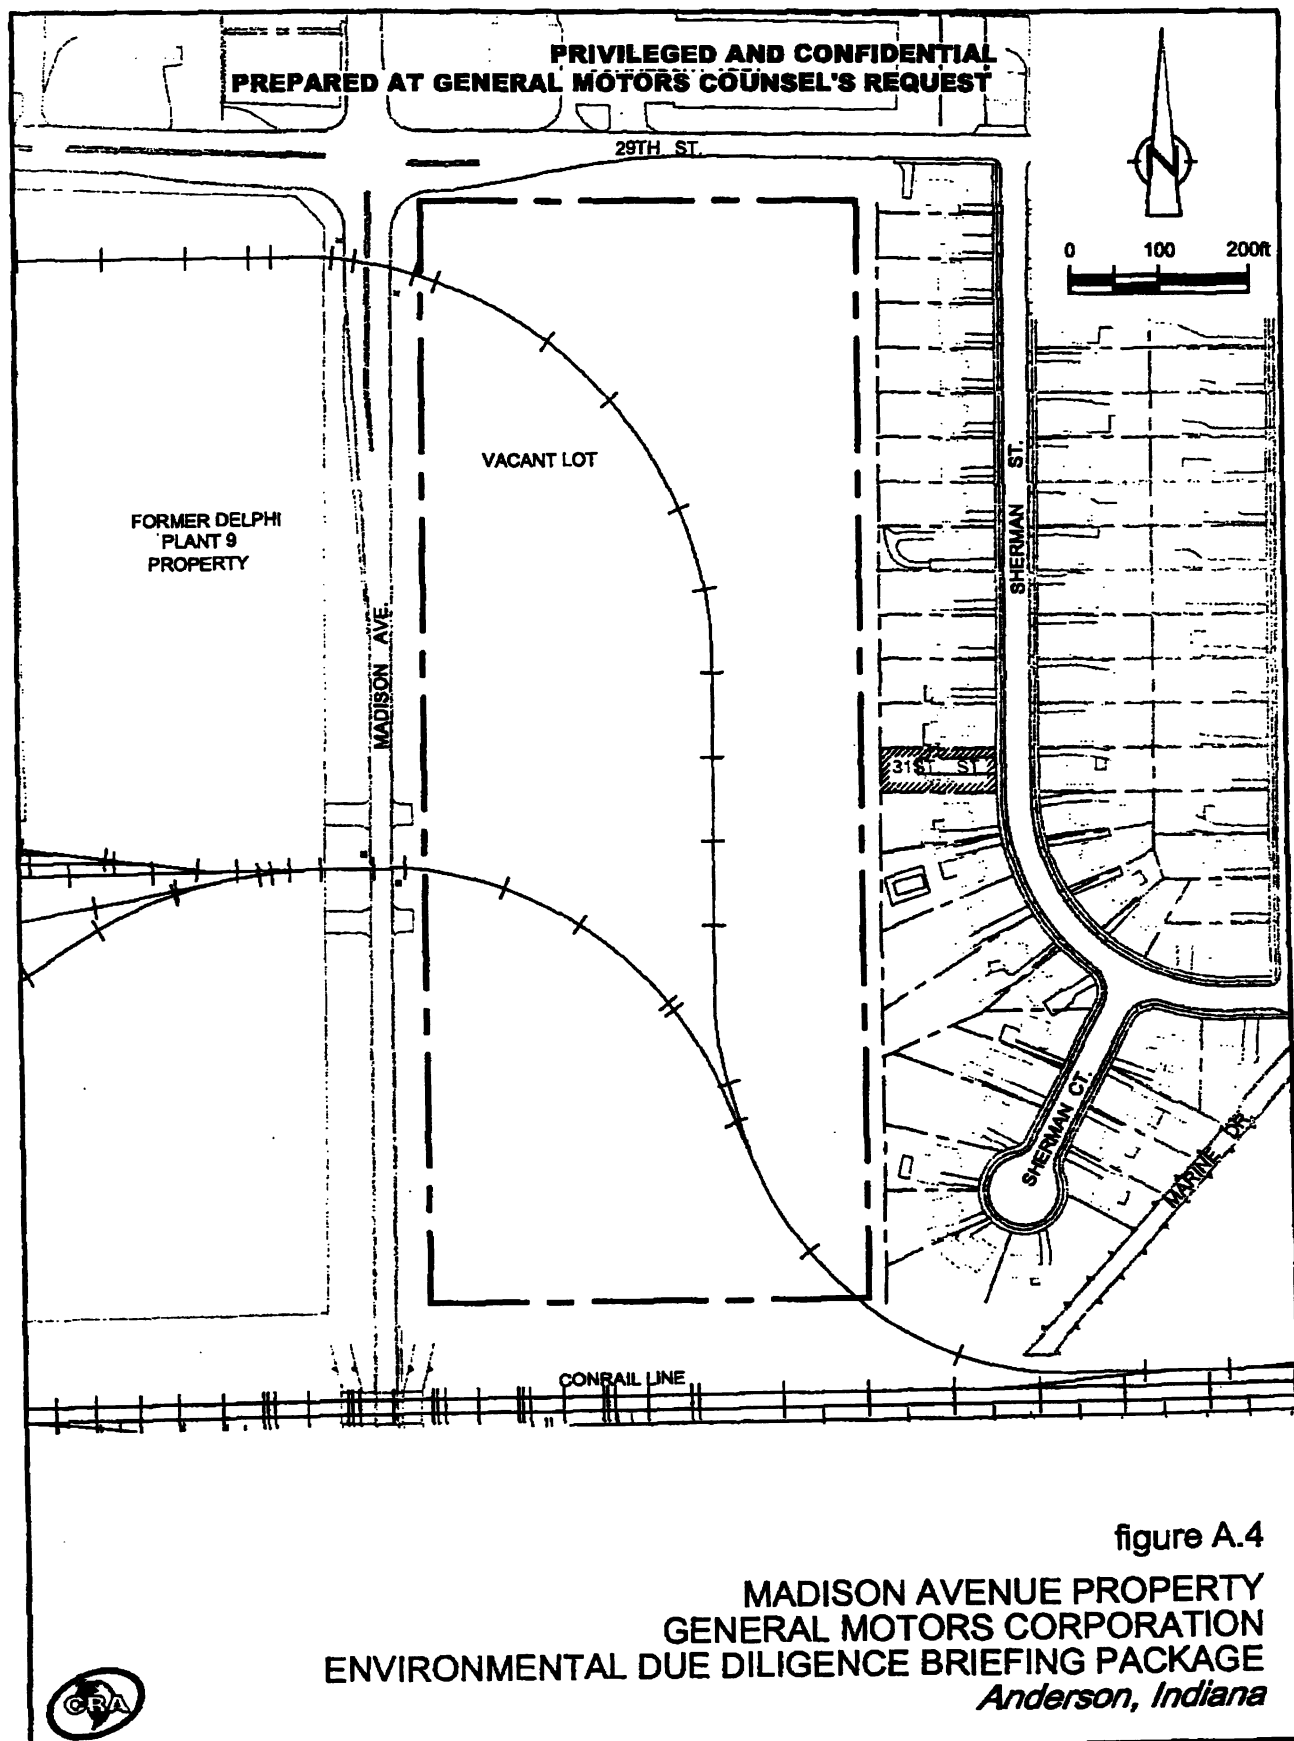 PRIVILEGED AND CONFIDENTIAL
PREPARED AT GENERAL MOTORS COUNSEL'S REQUEST
29TH ST.
N
0 100 200ft
VACANT LOT
FORMER DELPHI
PLANT 9
PROPERTY
SHERMAN ST.
MADISON AVE.
31ST ST
SHERMAN CT.
MARINE DR.
CONRAIL LINE
figure A.4
MADISON AVENUE PROPERTY
GENERAL MOTORS CORPORATION
ENVIRONMENTAL DUE DILIGENCE BRIEFING PACKAGE
Anderson, Indiana
CRA